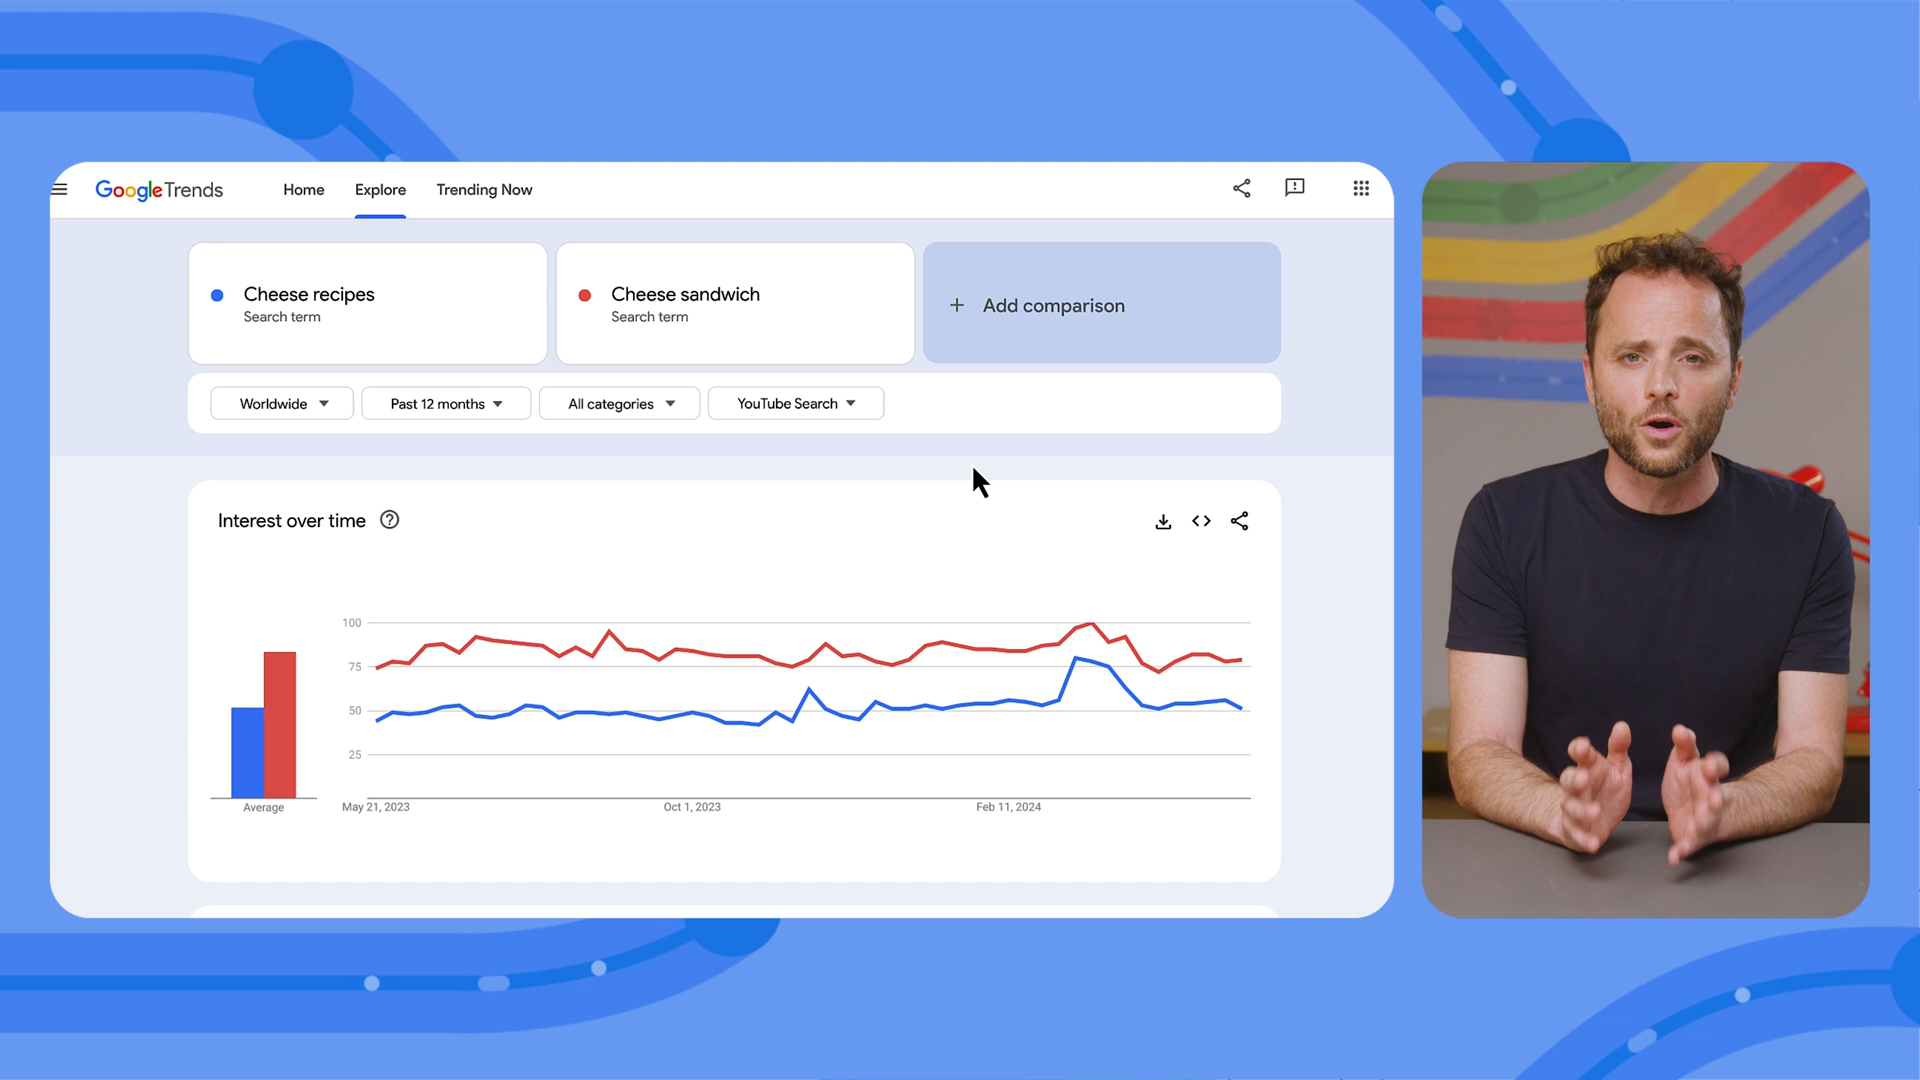 Google Trends
Home
Explore
Trending Now
Cheese recipes
Search term
Cheese sandwich
Search term
+ Add comparison
Worldwide
Past 12 months
All categories
YouTube Search
Interest over time
100
75
50
25
Average
May 21, 2023
Oct 1, 2023
Feb 11, 2024